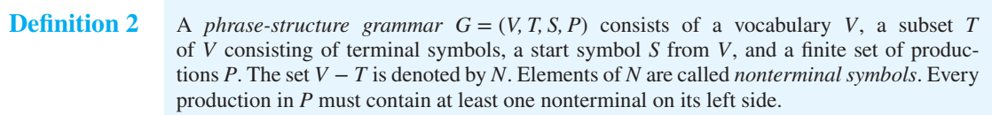 Definition 2 A phrase-structure grammar G = (V, T, S, P) consists of a vocabulary V, a subset T
of V consisting of terminal symbols, a start symbol S from V, and a finite set of produc-
tions P. The set V − T is denoted by N. Elements of N are called nonterminal symbols. Every
production in P must contain at least one nonterminal on its left side.